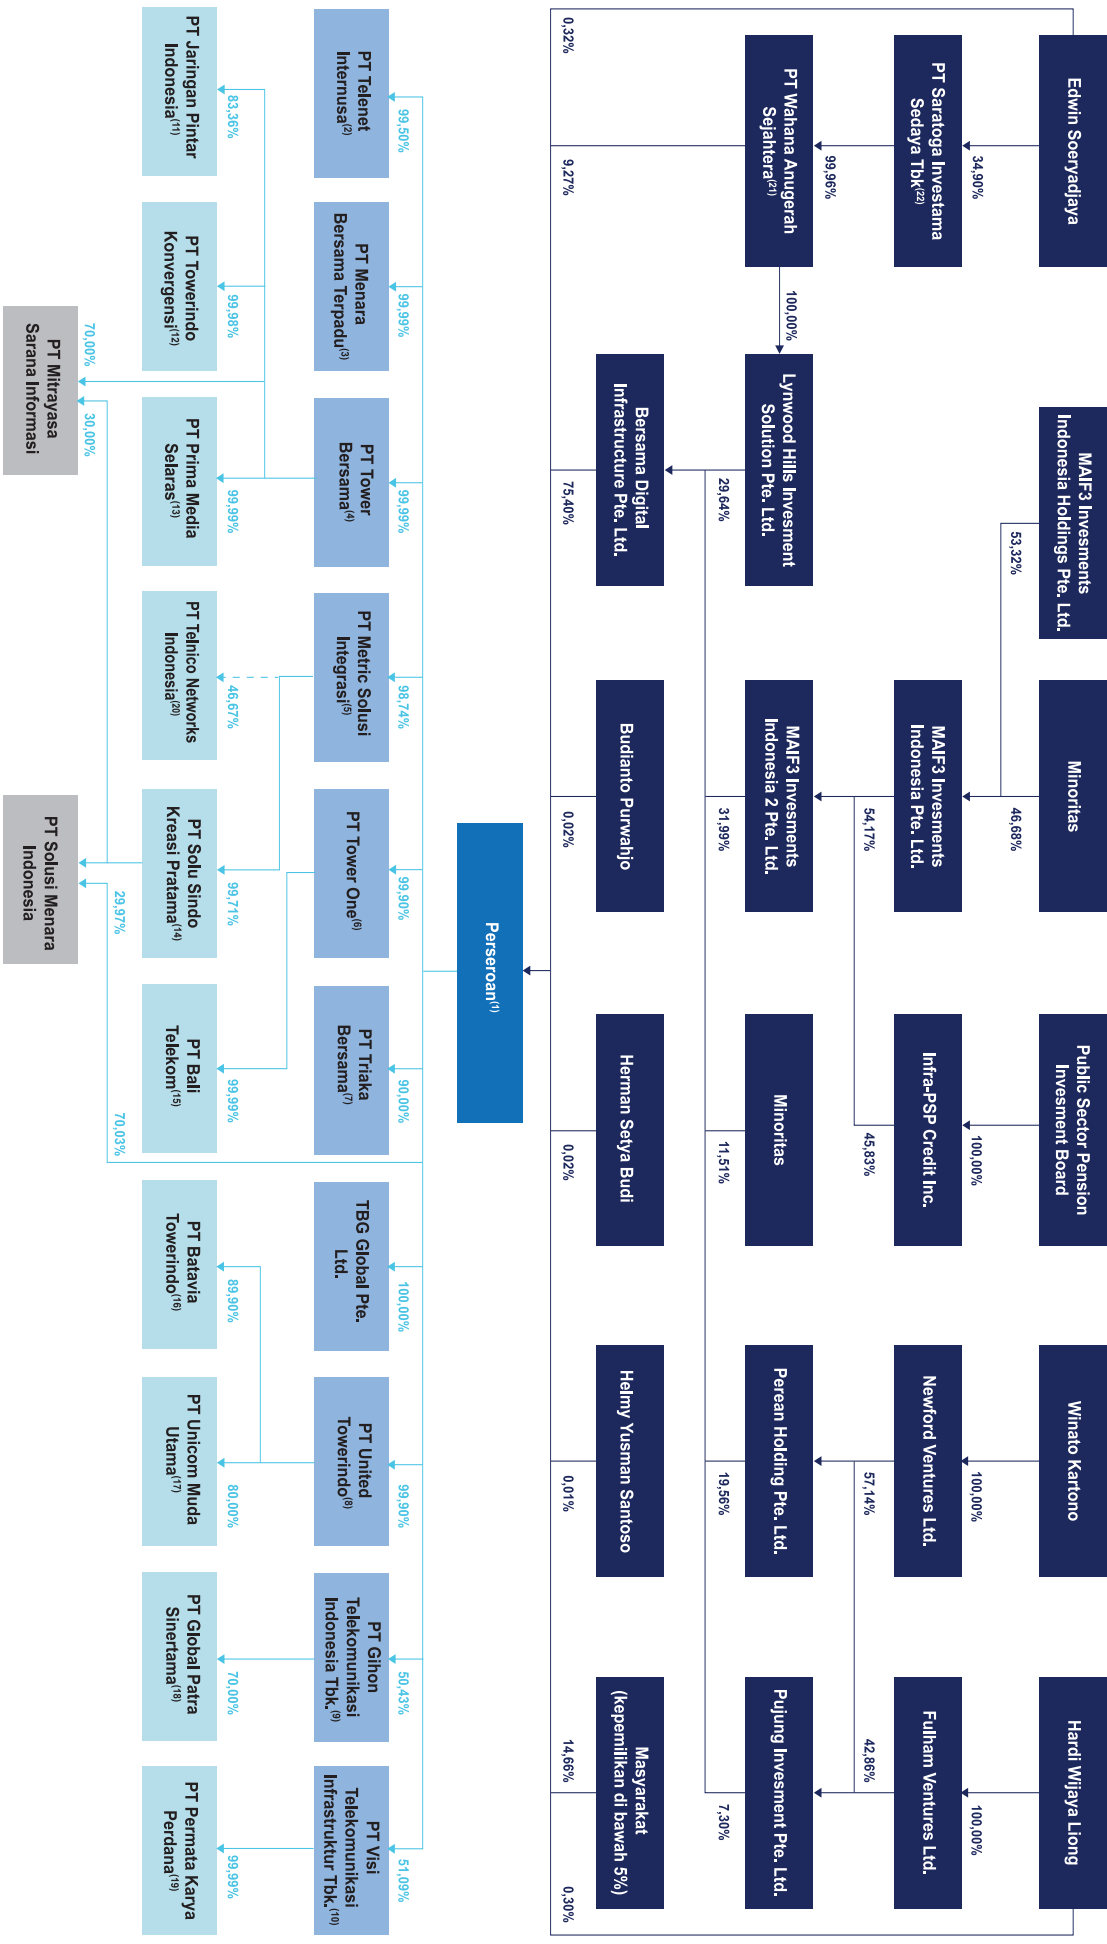 Edwin Soeryadjaya
MAIF3 Invesments
Indonesia Holdings Pte. Ltd.
Minoritas
Public Sector Pension
Invesment Board
Winato Kartono
Hardi Wijaya Liong
34,90%
53,32%
46,68%
100,00%
100,00%
100,00%
PT Saratoga Investama
Sedaya Tbk(22)
MAIF3 Invesments
Indonesia Pte. Ltd.
Infra-PSP Credit Inc.
Newford Ventures Ltd.
Fulham Ventures Ltd.
99,96%
54,17%
45,83%
57,14%
42,86%
PT Wahana Anugerah
Sejahtera(21)
100,00%
Lynwood Hills Invesment
Solution Pte. Ltd.
MAIF3 Invesments
Indonesia 2 Pte. Ltd.
Minoritas
Perean Holding Pte. Ltd.
Pujung Invesment Pte. Ltd.
29,64%
31,99%
11,51%
19,56%
7,30%
Bersama Digital
Infrastructure Pte. Ltd.
Budianto Purwahjo
Herman Setya Budi
Helmy Yusman Santoso
Masyarakat
(kepemilikan di bawah 5%)
0,32%
9,27%
75,40%
0,02%
0,02%
0,01%
14,66%
0,30%
Perseroan(1)
99,50%
99,99%
99,99%
98,74%
99,90%
90,00%
100,00%
99,90%
50,43%
51,09%
PT Telenet
Internusa(2)
PT Menara
Bersama Terpadu(3)
PT Tower
Bersama(4)
PT Metric Solusi
Integrasi(5)
PT Tower One(6)
PT Triaka
Bersama(7)
TBG Global Pte.
Ltd.
PT United
Towerindo(8)
PT Gihon
Telekomunikasi
Indonesia Tbk.(9)
PT Visi
Telekomunikasi
Infrastruktur Tbk.(10)
83,36%
99,98%
99,99%
46,67%
99,71%
99,99%
89,90%
80,00%
70,00%
99,99%
PT Jaringan Pintar
Indonesia(11)
PT Towerindo
Konvergensi(12)
PT Prima Media
Selaras(13)
PT Telnico Networks
Indonesia(20)
PT Solu Sindo
Kreasi Pratama(14)
PT Bali
Telekom(15)
PT Batavia
Towerindo(16)
PT Unicom Muda
Utama(17)
PT Global Patra
Sinertama(18)
PT Permata Karya
Perdana(19)
70,00%
30,00%
29,97%
70,03%
PT Mitrayasa
Sarana Informasi
PT Solusi Menara
Indonesia